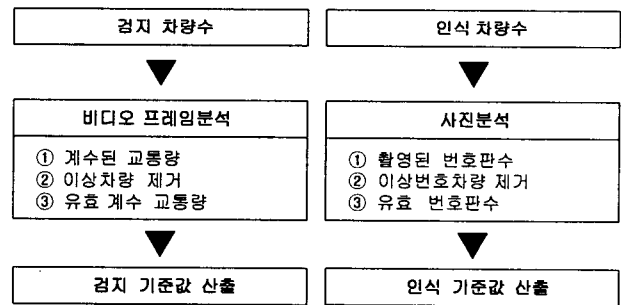 검지 차량수
비디오 프레임분석
① 계수된 교통량
② 이상차량 제거
③ 유효 계수 교통량
검지 기준값 산출
인식 차량수
사진분석
① 촬영된 번호판수
② 이상번호차량 제거
③ 유효 번호판수
인식 기준값 산출